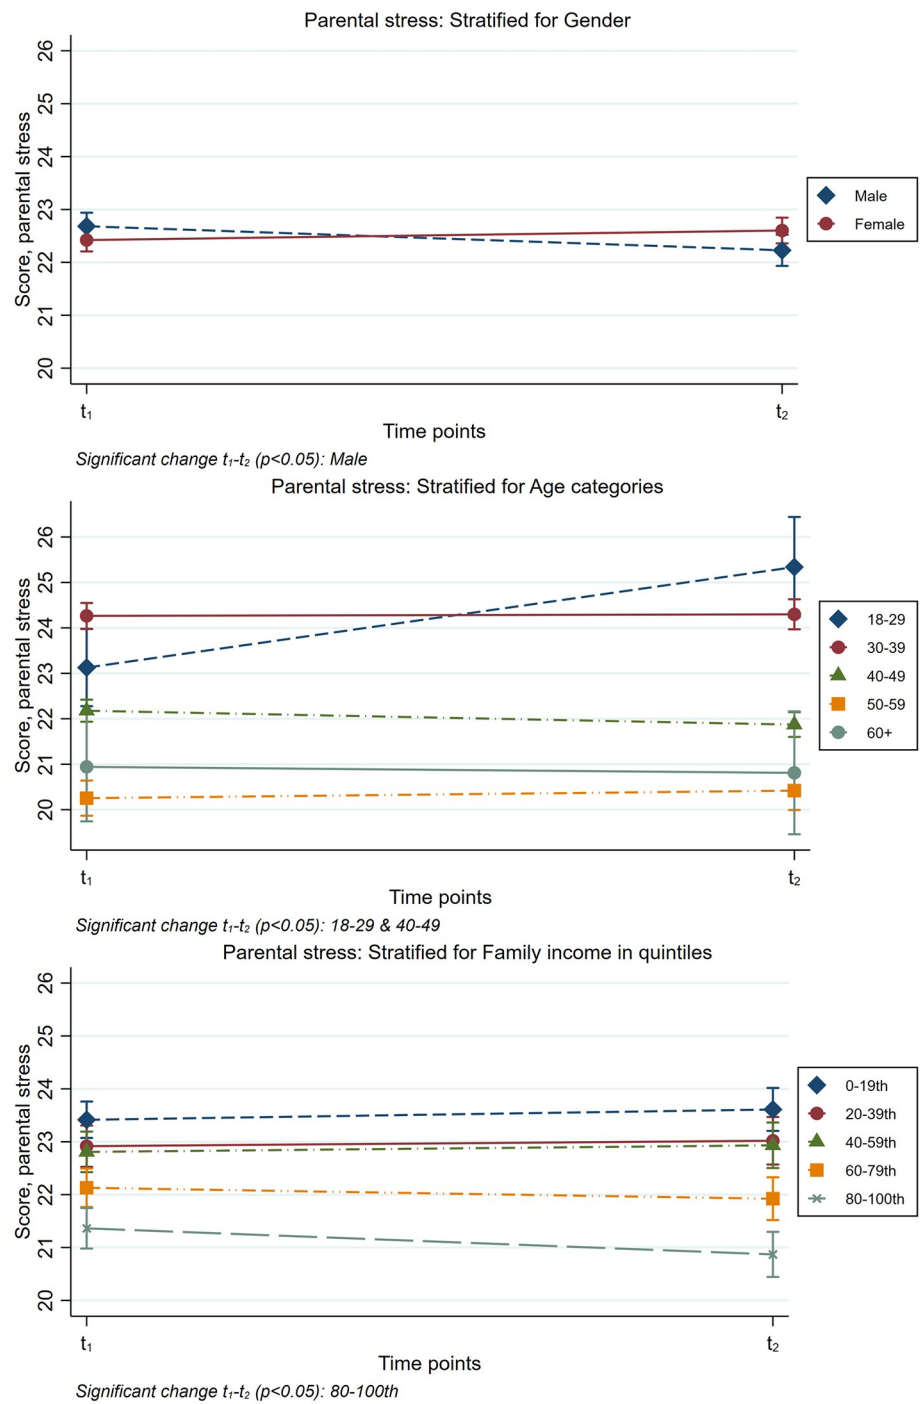 Parental stress: Stratified for Gender
Score, parental stress
26
25
24
23
22
21
20
t₁
t₂
Time points
Male
Female
Significant change t₁-t₂ (p<0.05): Male
Parental stress: Stratified for Age categories
Score, parental stress
26
25
24
23
22
21
20
t₁
t₂
Time points
18-29
30-39
40-49
50-59
60+
Significant change t₁-t₂ (p<0.05): 18-29 & 40-49
Parental stress: Stratified for Family income in quintiles
Score, parental stress
26
25
24
23
22
21
20
t₁
t₂
Time points
0-19th
20-39th
40-59th
60-79th
80-100th
Significant change t₁-t₂ (p<0.05): 80-100th